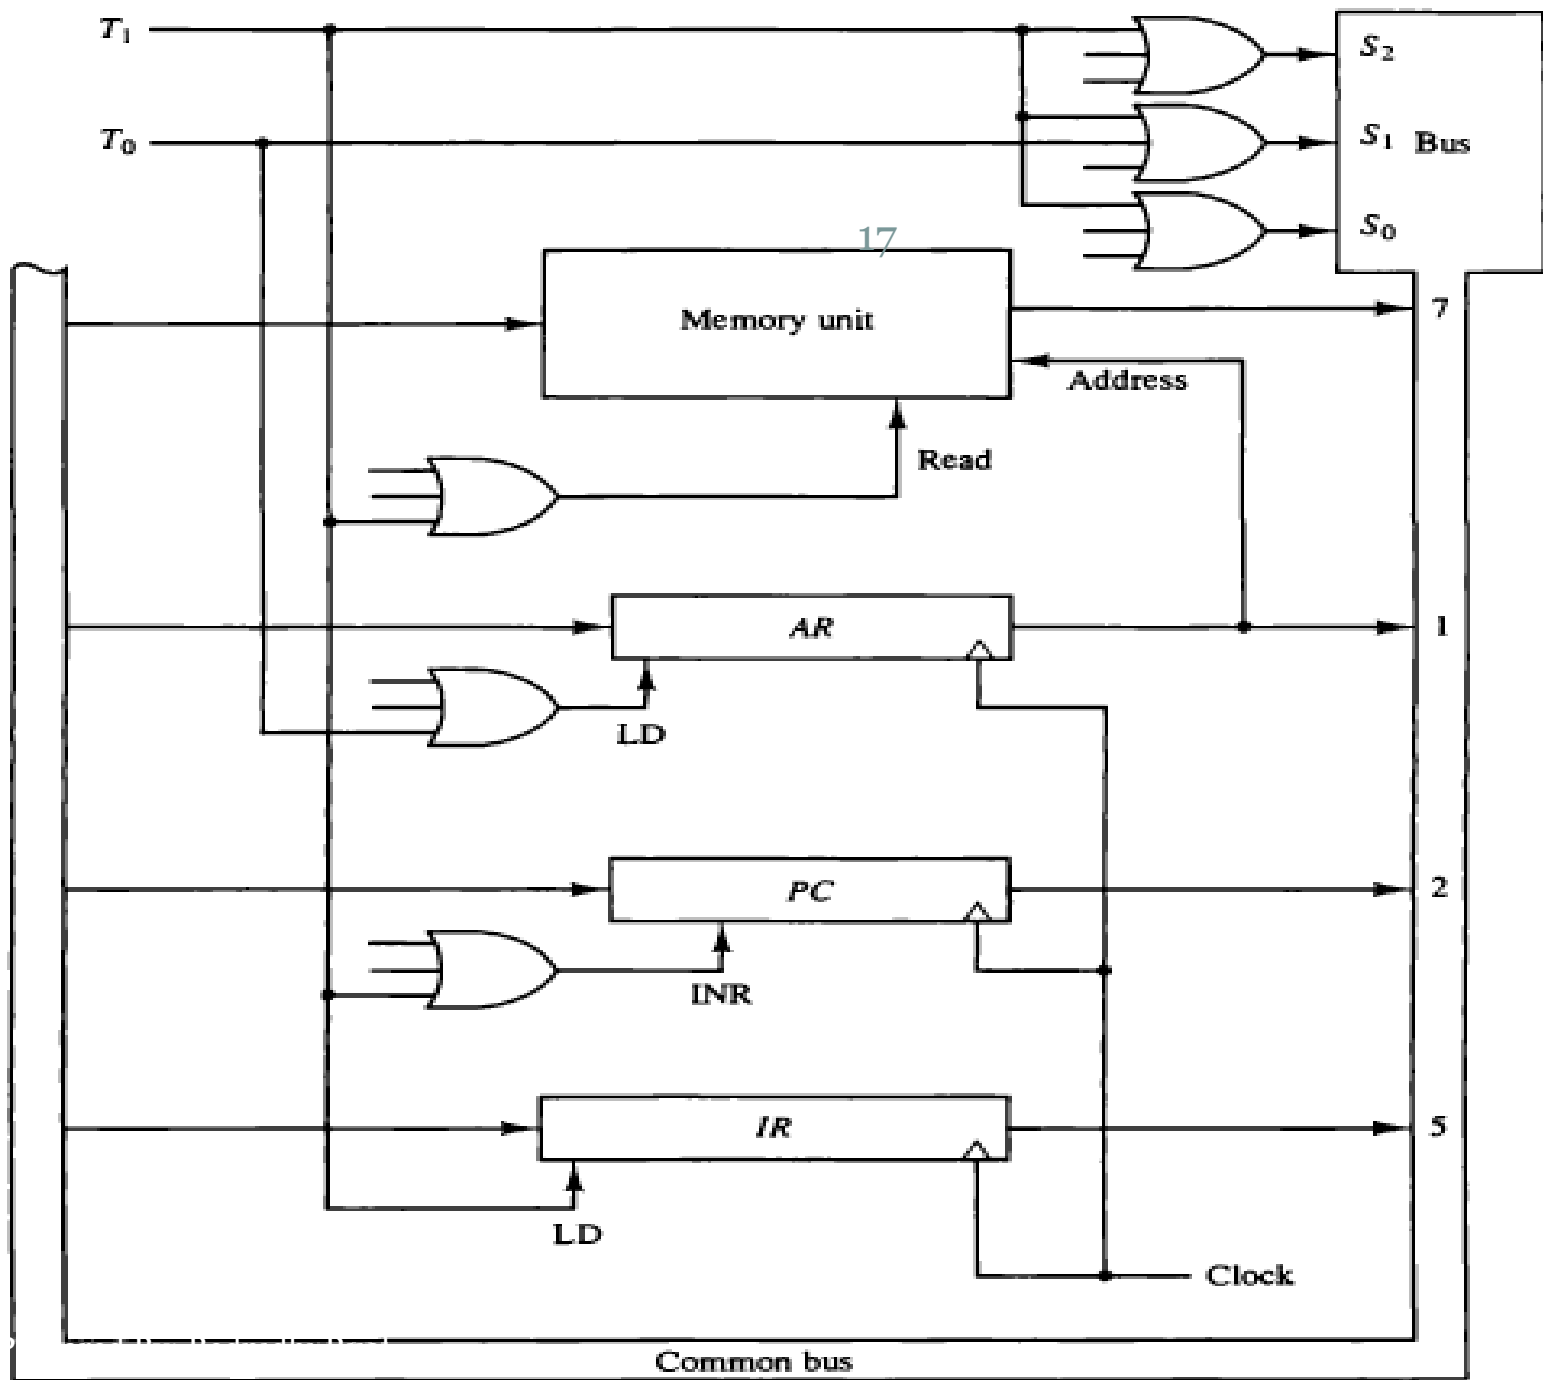 T₁
S₂
T₀
S₁ Bus
S₀
17
Memory unit
7
Address
Read
AR
1
LD
PC
2
INR
IR
5
LD
Clock
Common bus